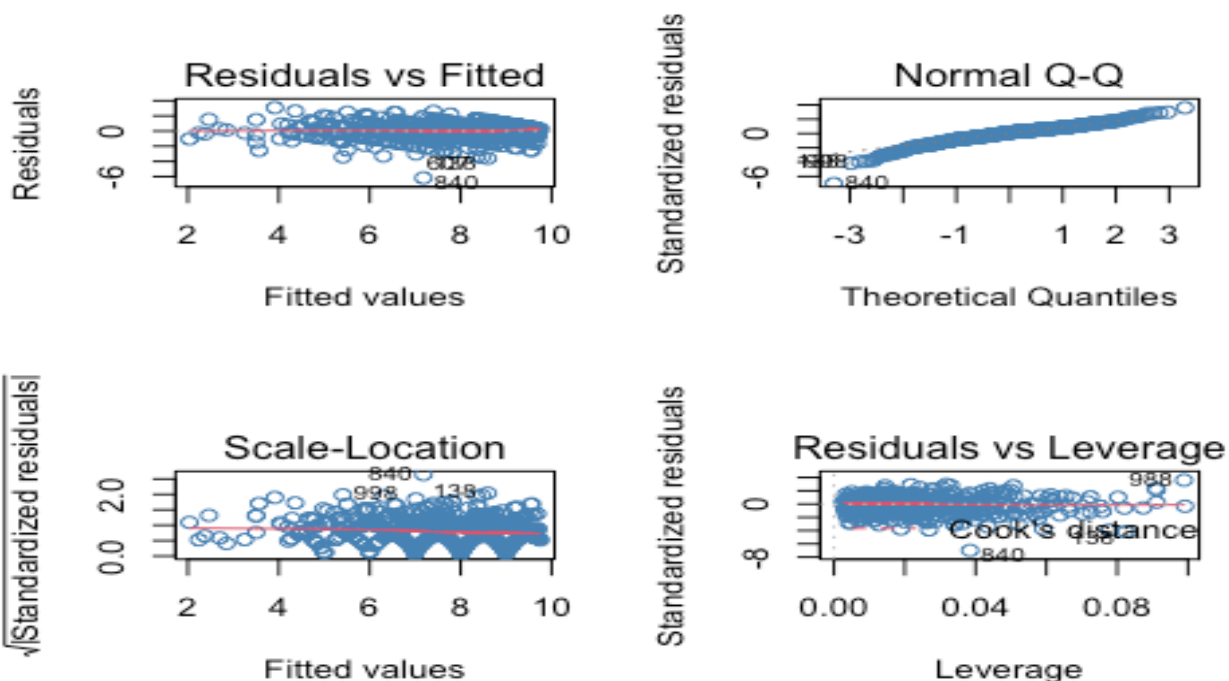 Residuals vs Fitted
Residuals
0
-6
840
2 4 6 8 10
Fitted values
Normal Q-Q
Standardized residuals
0
-6
840
-3 -1 1 2 3
Theoretical Quantiles
Scale-Location
√|Standardized residuals|
2.0
0.0
840
998 138
2 4 6 8 10
Fitted values
Residuals vs Leverage
Standardized residuals
0
-8
988
Cook's distance
138
840
0.00 0.04 0.08
Leverage